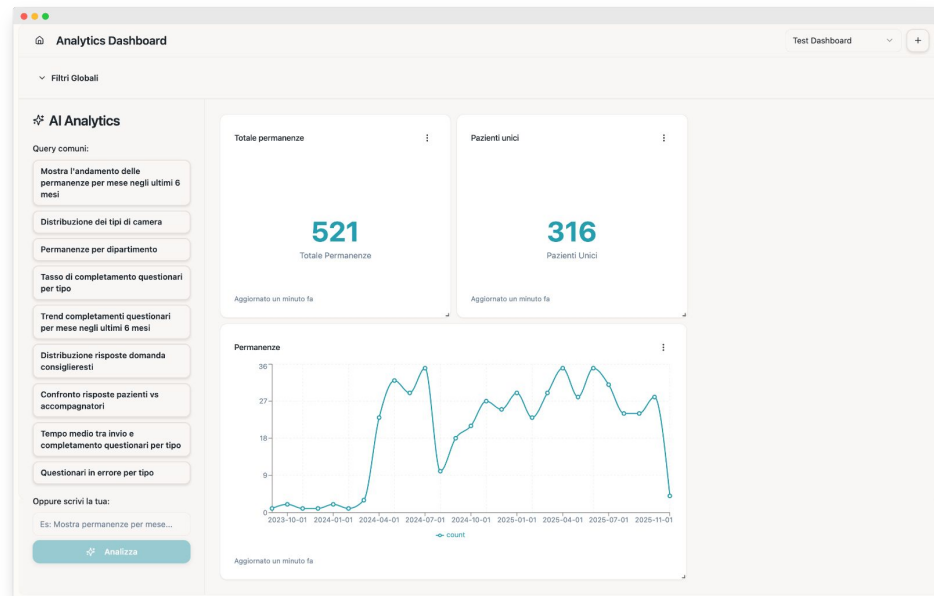 Analytics Dashboard
Test Dashboard
+
Filtri Globali
AI Analytics
Query comuni:
Mostra l'andamento delle
permanenze per mese negli ultimi 6
mesi
Distribuzione dei tipi di camera
Permanenze per dipartimento
Tasso di completamento questionari
per tipo
Trend completamenti questionari
per mese negli ultimi 6 mesi
Distribuzione risposte domanda
consiglieresti
Confronto risposte pazienti vs
accompagnatori
Tempo medio tra invio e
completamento questionari per tipo
Questionari in errore per tipo
Oppure scrivi la tua:
Es: Mostra permanenze per mese...
Analizza
Totale permanenze
521
Totale Permanenze
Aggiornato un minuto fa
Pazienti unici
316
Pazienti Unici
Aggiornato un minuto fa
Permanenze
36
27
18
9
0
2023-10-01 2024-01-01 2024-04-01 2024-07-01 2024-10-01 2025-01-01 2025-04-01 2025-07-01 2025-11-01
count
Aggiornato un minuto fa